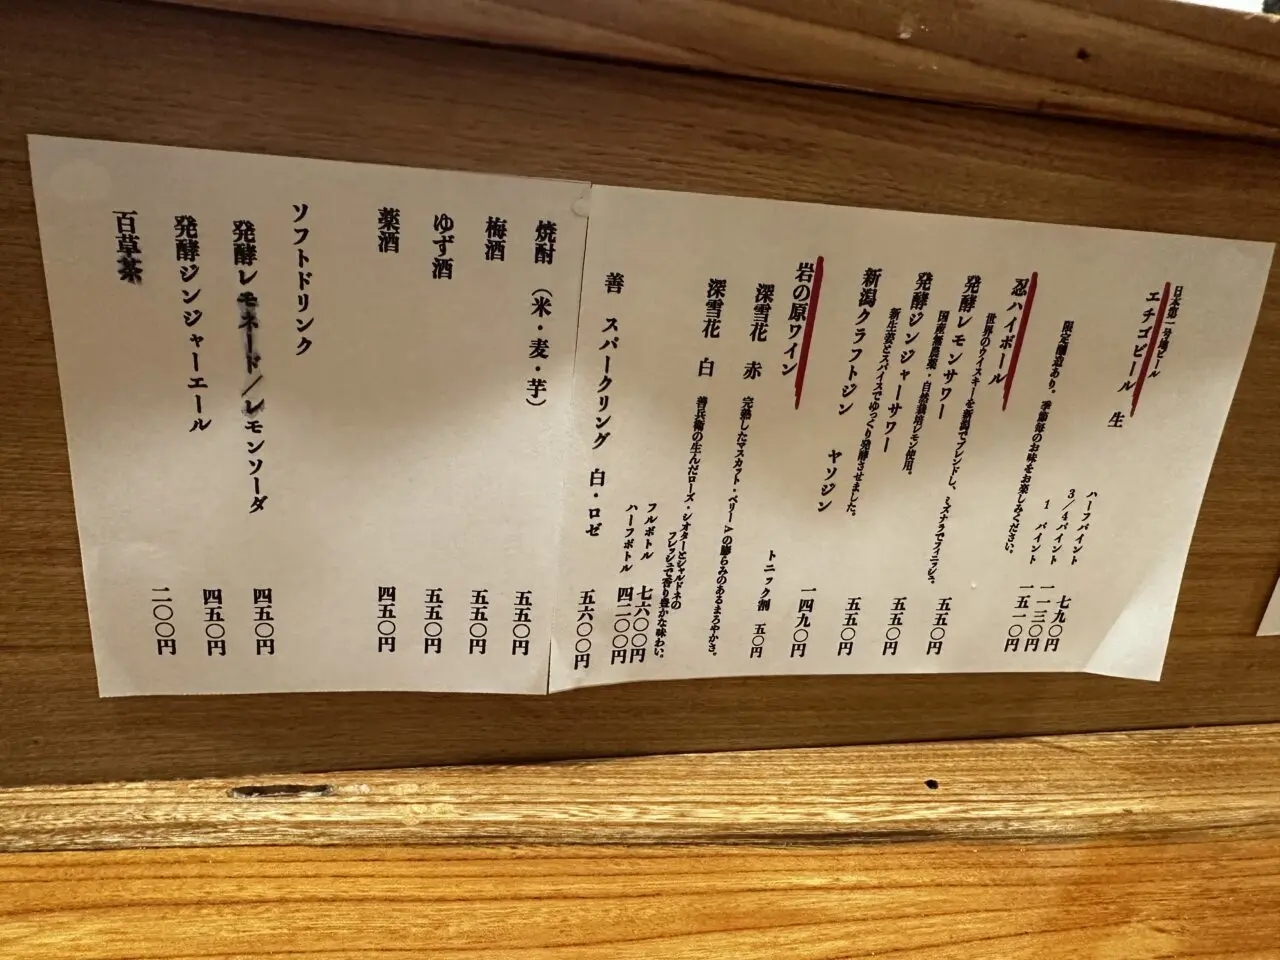 日本第一号地ビール
エチゴビール 生
ハーフパイント 七九〇円
3/4パイント 一一三〇円
1パイント 一五一〇円
限定醸造あり。季節毎のお味をお楽しみください。
忍ハイボール
世界のウイスキーを新潟でブレンドし、ミズナラでフィニッシュ。
発酵レモンサワー 五五〇円
国産無農薬・自然栽培レモン使用。
発酵ジンジャーサワー 五五〇円
新生姜とスパイスでゆっくり発酵させました。
新潟クラフトジン ヤソジン 五五〇円
トニック割 五〇円
岩の原ワイン
深雪花 赤 一四九〇円
完熟したマスカット・ベリーAの膨らみのあるまろやかさ。
深雪花 白
善兵衛の生んだローズ・シオターとシャルドネの
フレッシュで香り豊かな味わい。
フルボトル 七六〇〇円
ハーフボトル 四二〇〇円
善 スパークリング 白・ロゼ 五六〇〇円
焼酎(米・麦・芋) 五五〇円
梅酒 五五〇円
ゆず酒 五五〇円
薬酒 四五〇円
ソフトドリンク
発酵レモネード/レモンソーダ 四五〇円
発酵ジンジャーエール 四五〇円
百草茶 二〇〇円